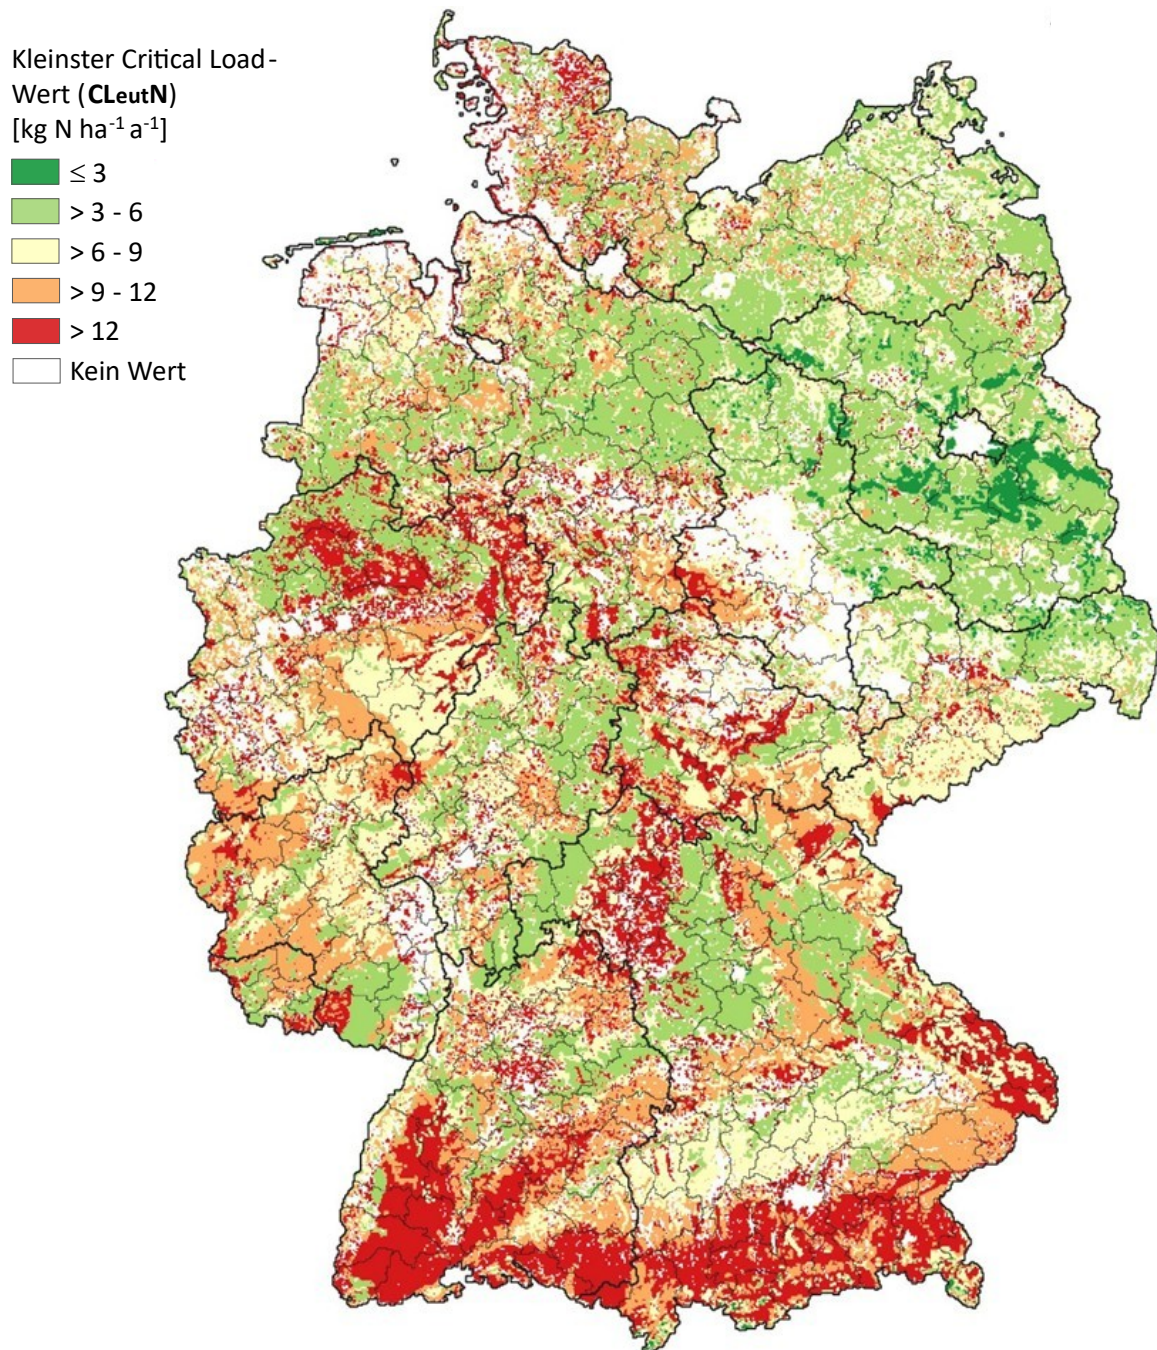 Kleinster Critical Load-
Wert (CLeutN)
[kg N ha⁻¹ a⁻¹]
≤ 3
> 3 - 6
> 6 - 9
> 9 - 12
> 12
Kein Wert